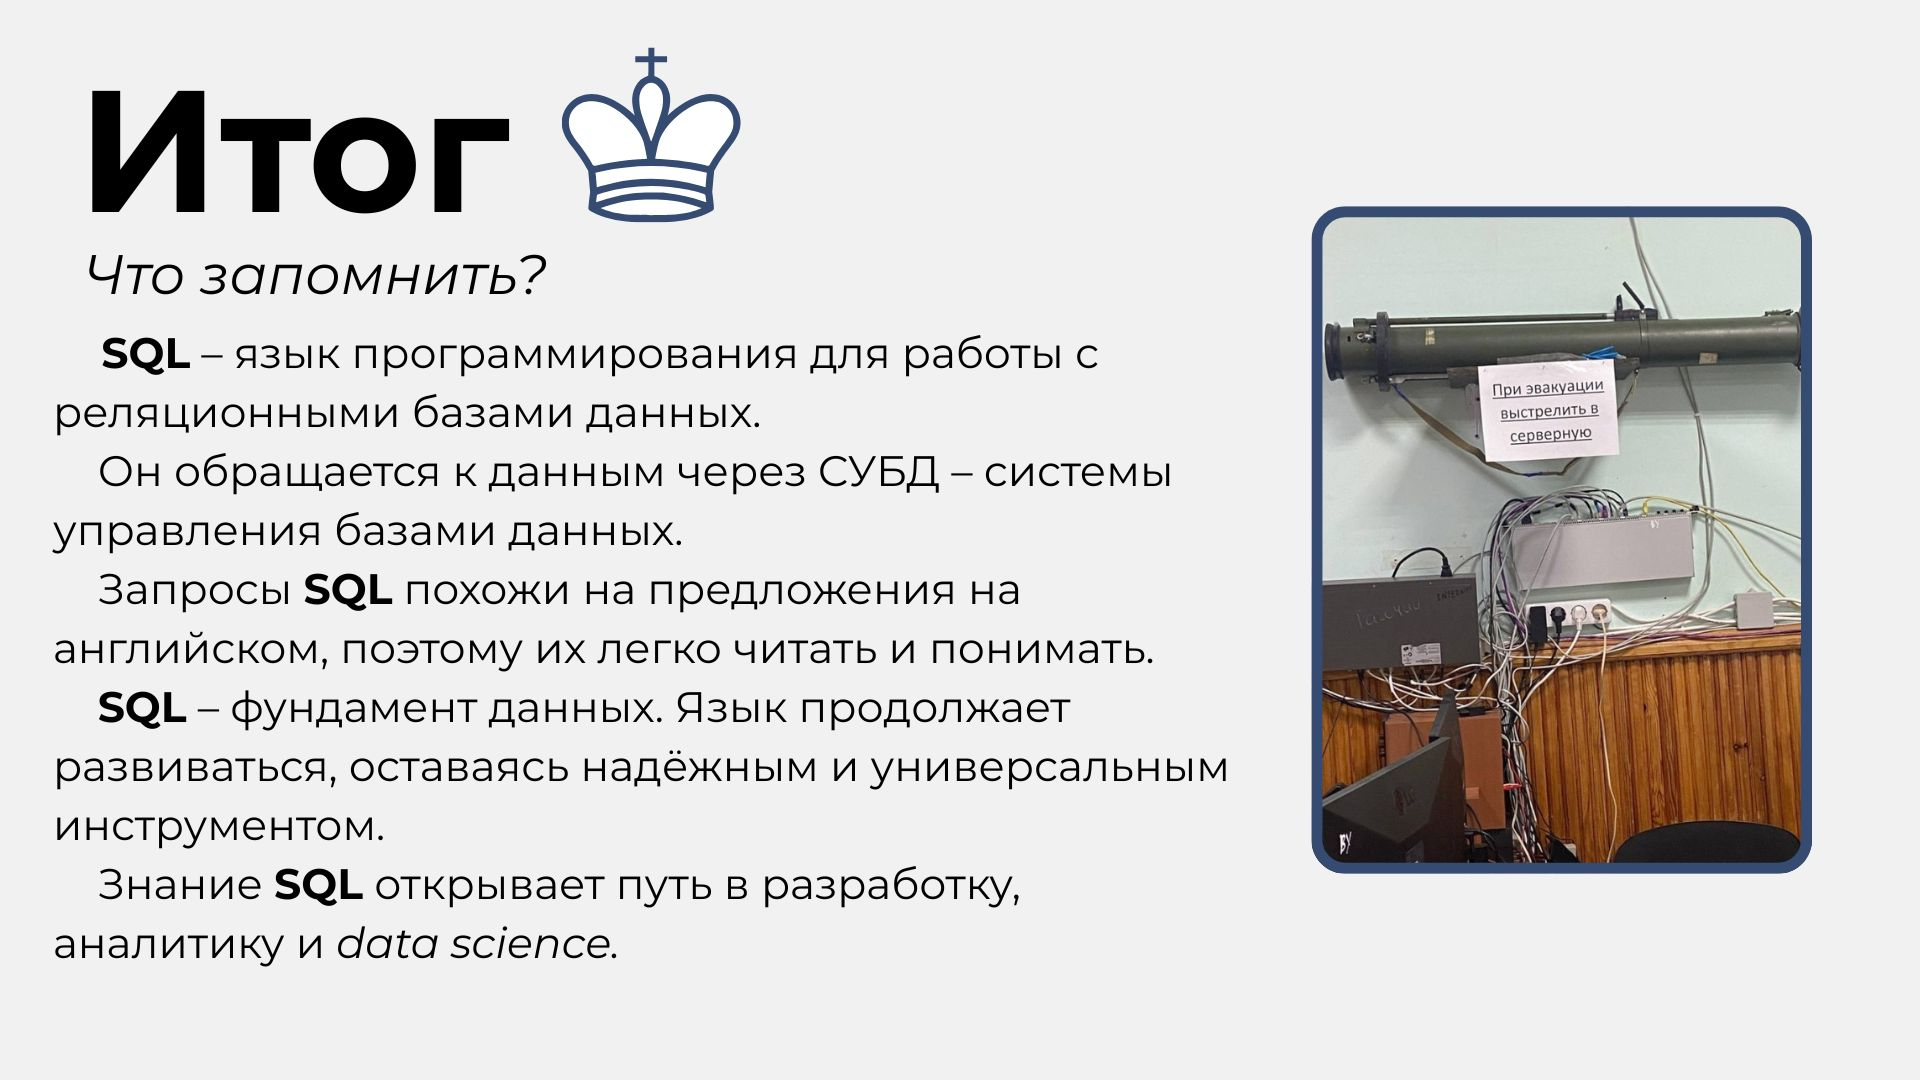 Итог
Что запомнить?
SQL – язык программирования для работы с
реляционными базами данных.
Он обращается к данным через СУБД – системы
управления базами данных.
Запросы SQL похожи на предложения на
английском, поэтому их легко читать и понимать.
SQL – фундамент данных. Язык продолжает
развиваться, оставаясь надёжным и универсальным
инструментом.
Знание SQL открывает путь в разработку,
аналитику и data science.
При эвакуации
выстрелить в
серверную